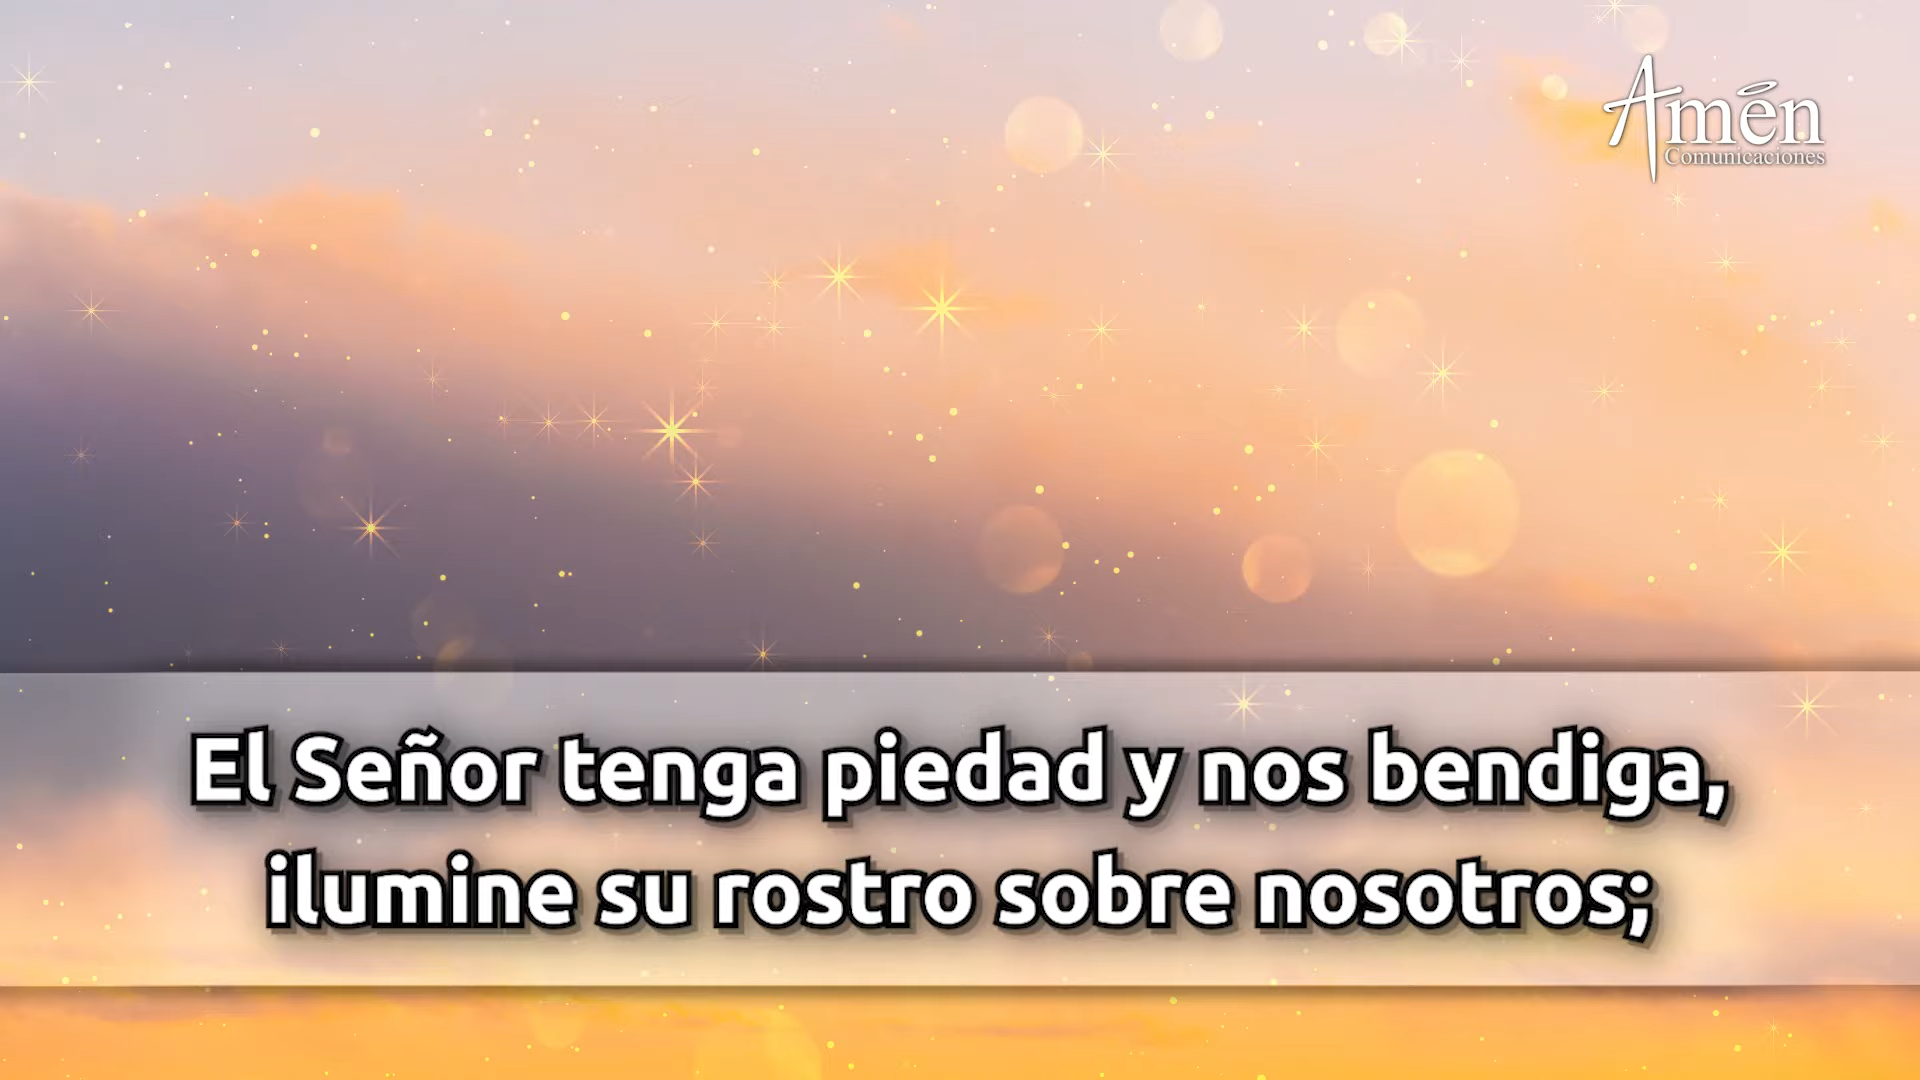 Amén
Comunicaciones
El Señor tenga piedad y nos bendiga,
ilumine su rostro sobre nosotros;